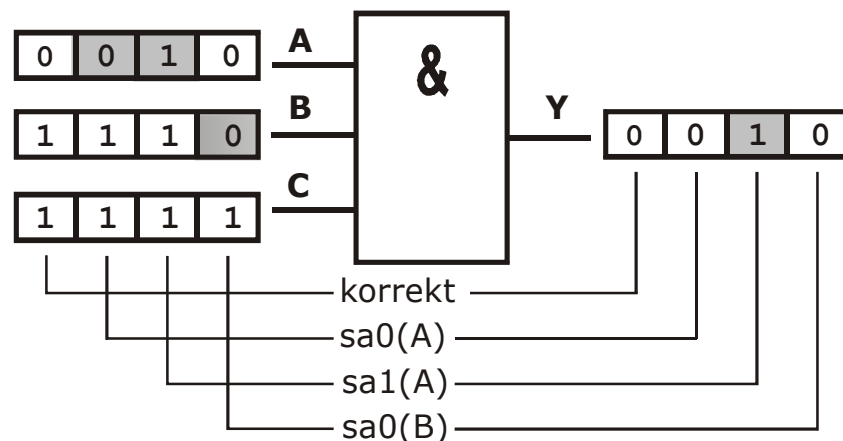 0 0 1 0 A &
1 1 1 0 B Y 0 0 1 0
1 1 1 1 C
korrekt
sa0(A)
sa1(A)
sa0(B)